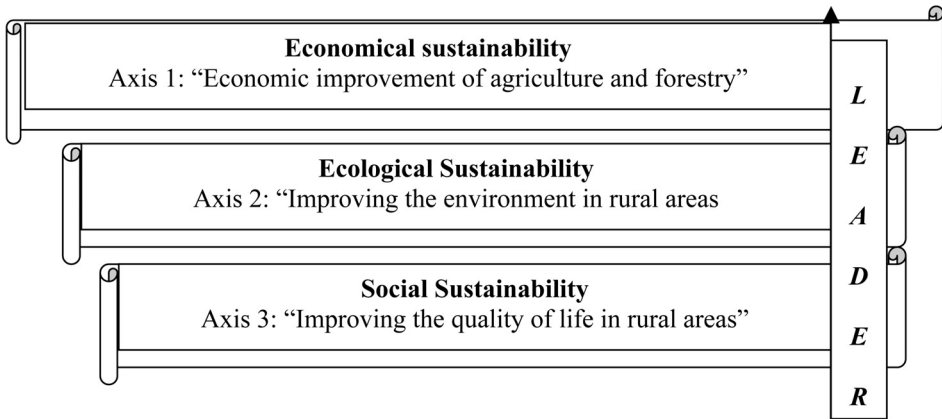 Economical sustainability
Axis 1: “Economic improvement of agriculture and forestry”
Ecological Sustainability
Axis 2: “Improving the environment in rural areas
Social Sustainability
Axis 3: “Improving the quality of life in rural areas”
L
E
A
D
E
R